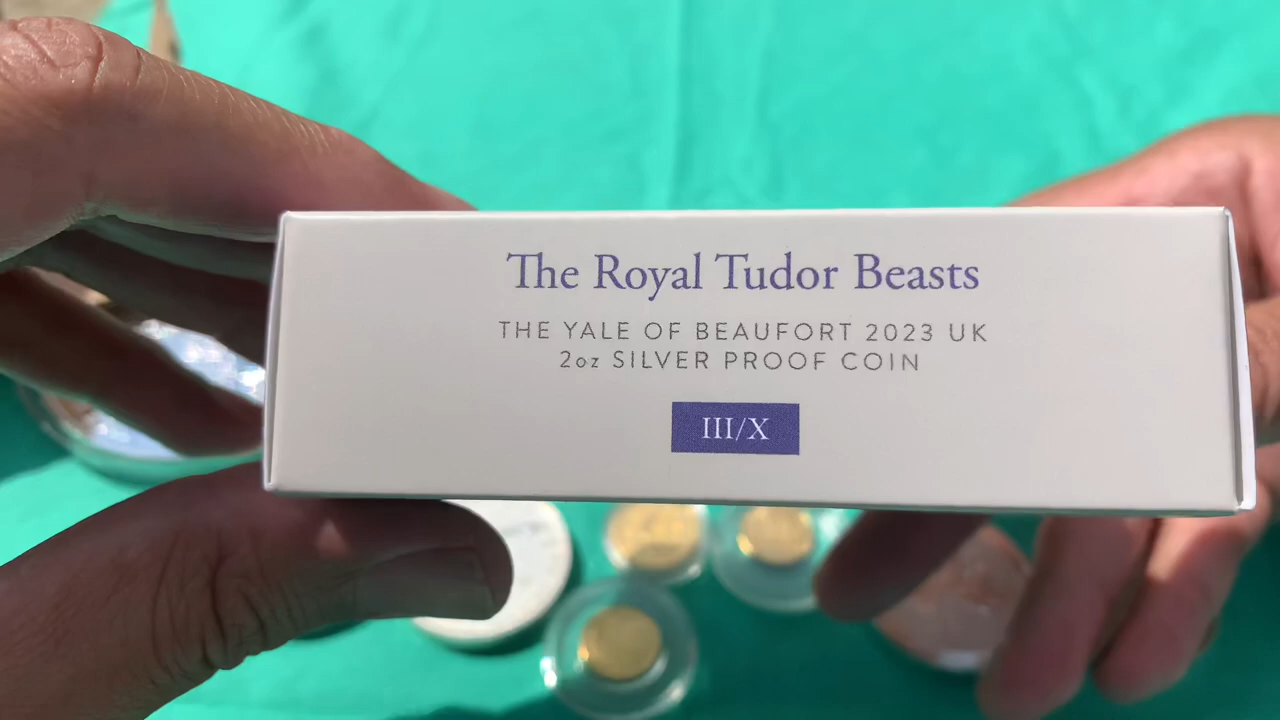 The Royal Tudor Beasts
THE YALE OF BEAUFORT 2023 UK
2oz SILVER PROOF COIN
III/X